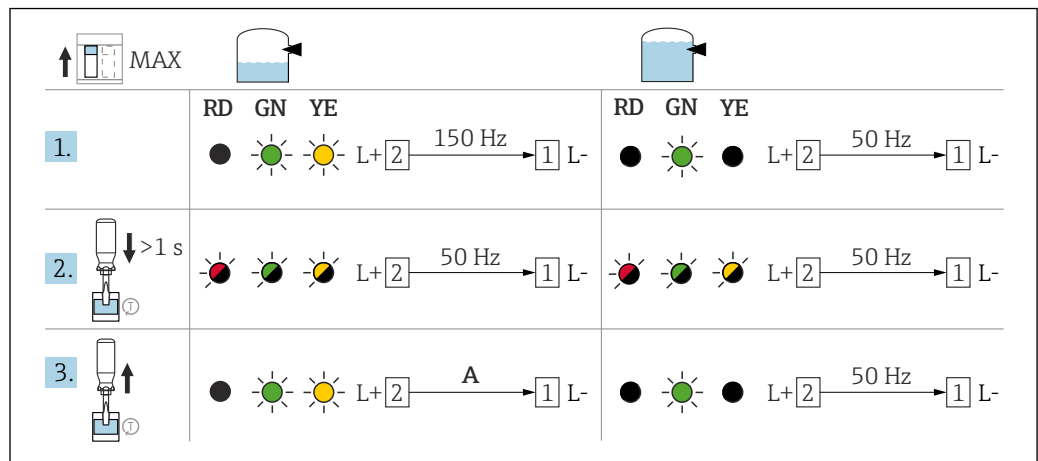 MAX
RD GN YE RD GN YE
1. L+ 2 150 Hz 1 L- L+ 2 50 Hz 1 L-
2. >1 s T L+ 2 50 Hz 1 L- L+ 2 50 Hz 1 L-
3. T L+ 2 A 1 L- L+ 2 50 Hz 1 L-